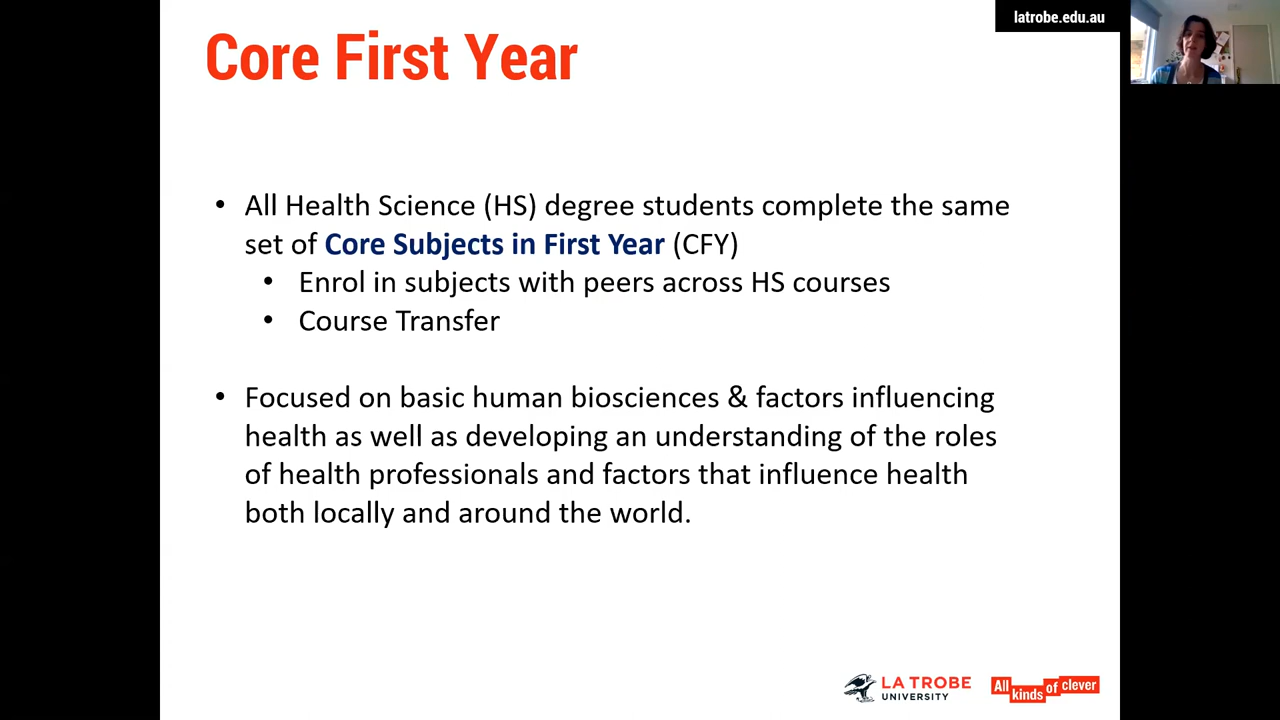 latrobe.edu.au
Core First Year
• All Health Science (HS) degree students complete the same
set of Core Subjects in First Year (CFY)
• Enrol in subjects with peers across HS courses
• Course Transfer
• Focused on basic human biosciences & factors influencing
health as well as developing an understanding of the roles
of health professionals and factors that influence health
both locally and around the world.
LA TROBE
UNIVERSITY
All kinds of clever